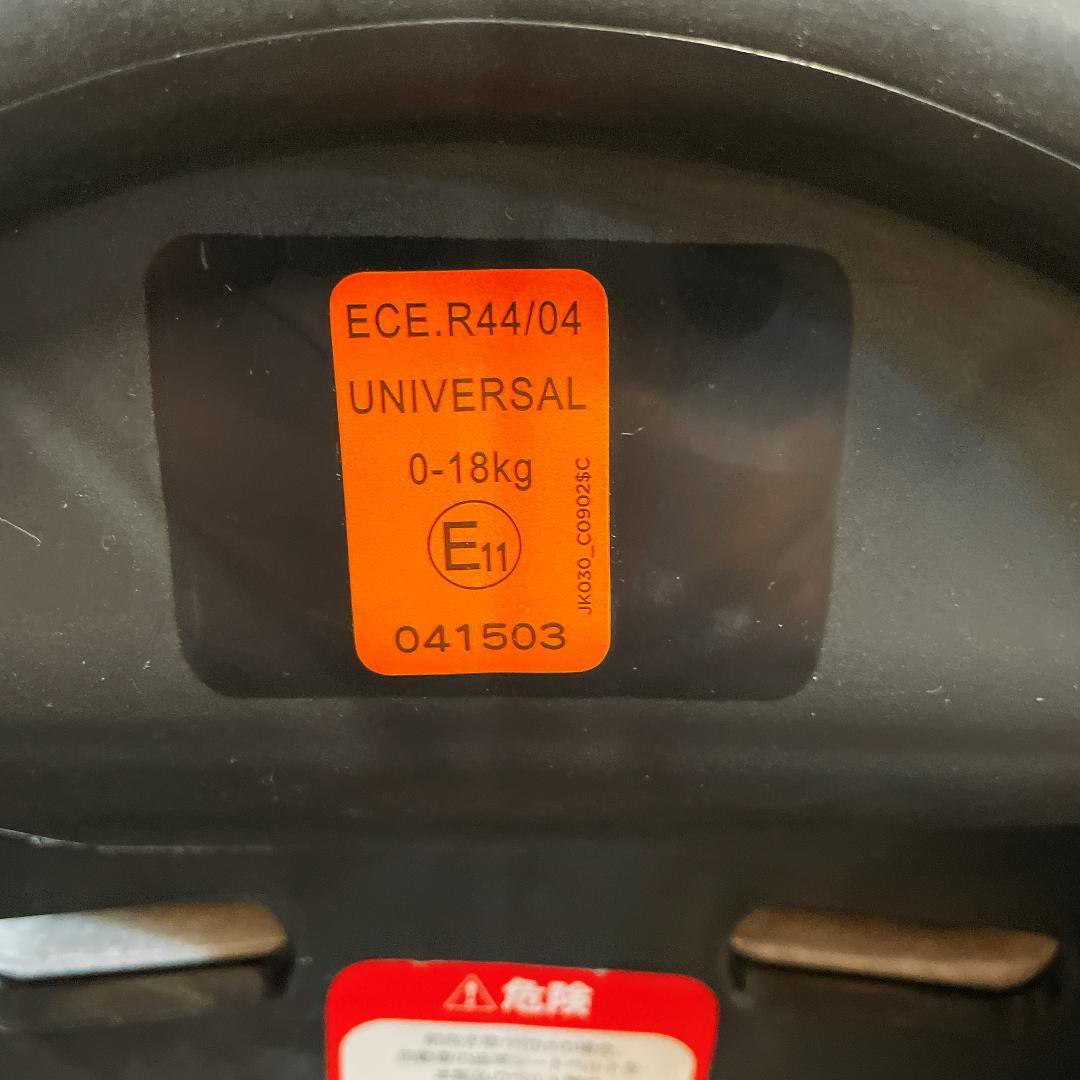 ECE.R44/04
UNIVERSAL
0-18kg
E11
JK030_C0902$C
041503
危険